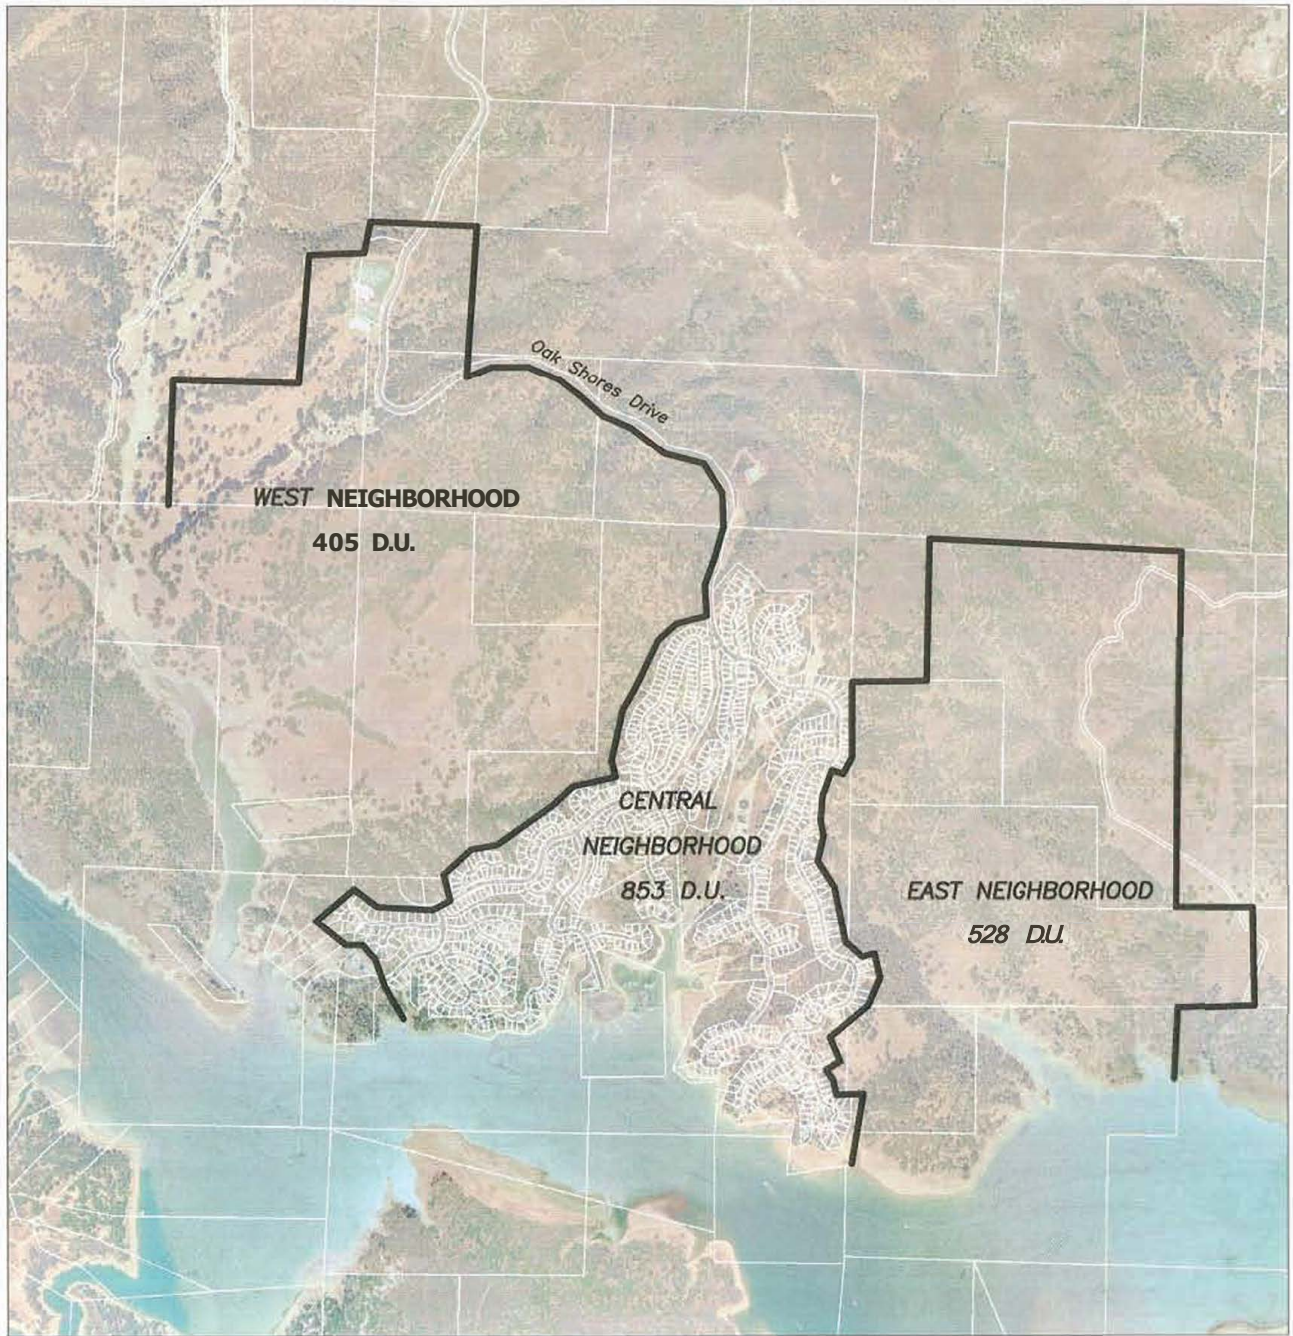 Oak Shores Drive
WEST NEIGHBORHOOD
405 D.U.
CENTRAL
NEIGHBORHOOD
853 D.U.
EAST NEIGHBORHOOD
528 D.U.